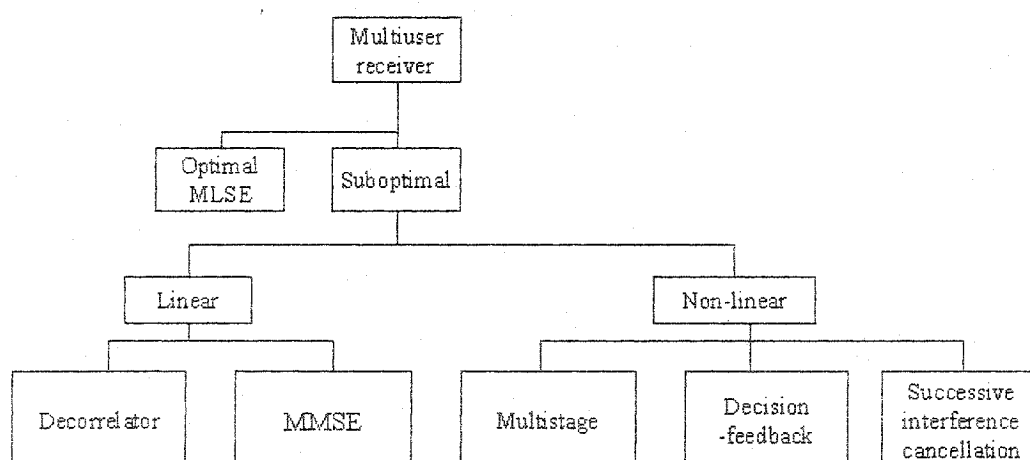 Multiuser
receiver
Optimal
MLSE
Suboptimal
Linear
Non-linear
Decorrelator
MMSE
Multistage
Decision
-feedback
Successive
interference
cancellation